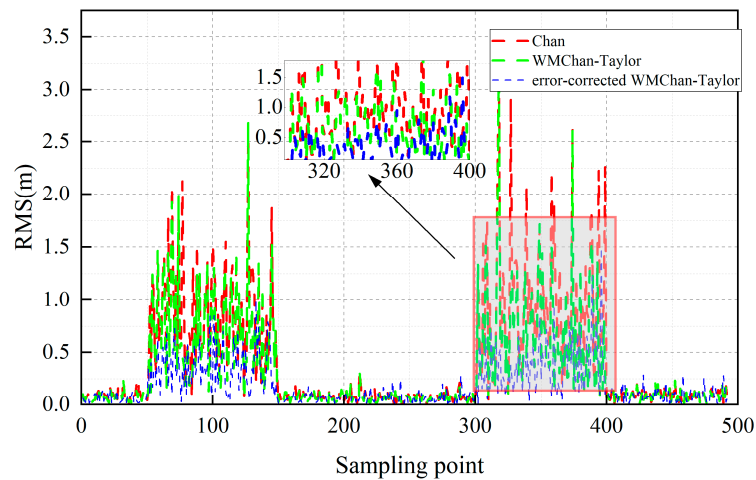 3.5
3.0
2.5
2.0
1.5
1.0
0.5
0.0
RMS(m)
Chan
WMChan-Taylor
error-corrected WMChan-Taylor
1.5
1.0
0.5
320 360 400
0 100 200 300 400 500
Sampling point